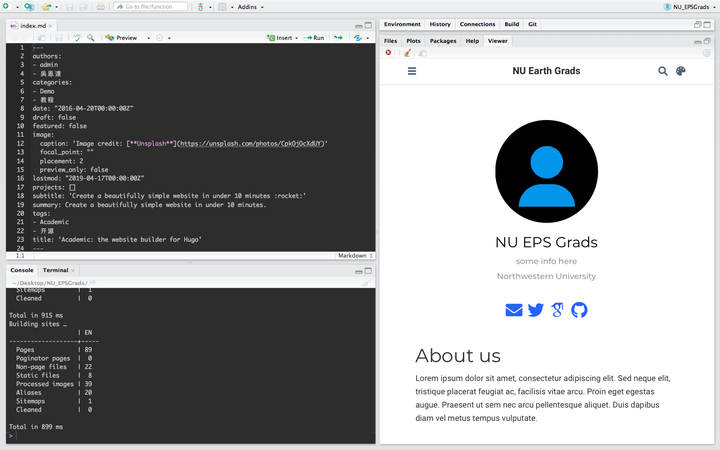 Go to file/function
Addins
NU_EPSGrads
index.md
Preview
Insert
Run
1 ---
2 authors:
3 - admin
4 - 吳恩達
5 categories:
6 - Demo
7 - 教程
8 date: "2016-04-20T00:00:00Z"
9 draft: false
10 featured: false
11 image:
12 caption: 'Image credit: [**Unsplash**](https://unsplash.com/photos/CpkOjOcXdUY)'
13 focal_point: ""
14 placement: 2
15 preview_only: false
16 lastmod: "2019-04-17T00:00:00Z"
17 projects: []
18 subtitle: 'Create a beautifully simple website in under 10 minutes :rocket:'
19 summary: Create a beautifully simple website in under 10 minutes.
20 tags:
21 - Academic
22 - 开源
23 title: 'Academic: the website builder for Hugo'
24 ---
1:1
Markdown
Console Terminal
~/Desktop/NU_EPSGrads/
Sitemaps | 1
Cleaned | 0
Total in 915 ms
Building sites …
| EN
-------------------+-----
Pages | 89
Paginator pages | 0
Non-page files | 22
Static files | 8
Processed images | 39
Aliases | 20
Sitemaps | 1
Cleaned | 0
Total in 899 ms
>
Environment History Connections Build Git
Files Plots Packages Help Viewer
NU Earth Grads
NU EPS Grads
some info here
Northwestern University
About us
Lorem ipsum dolor sit amet, consectetur adipiscing elit. Sed neque elit,
tristique placerat feugiat ac, facilisis vitae arcu. Proin eget egestas
augue. Praesent ut sem nec arcu pellentesque aliquet. Duis dapibus
diam vel metus tempus vulputate.